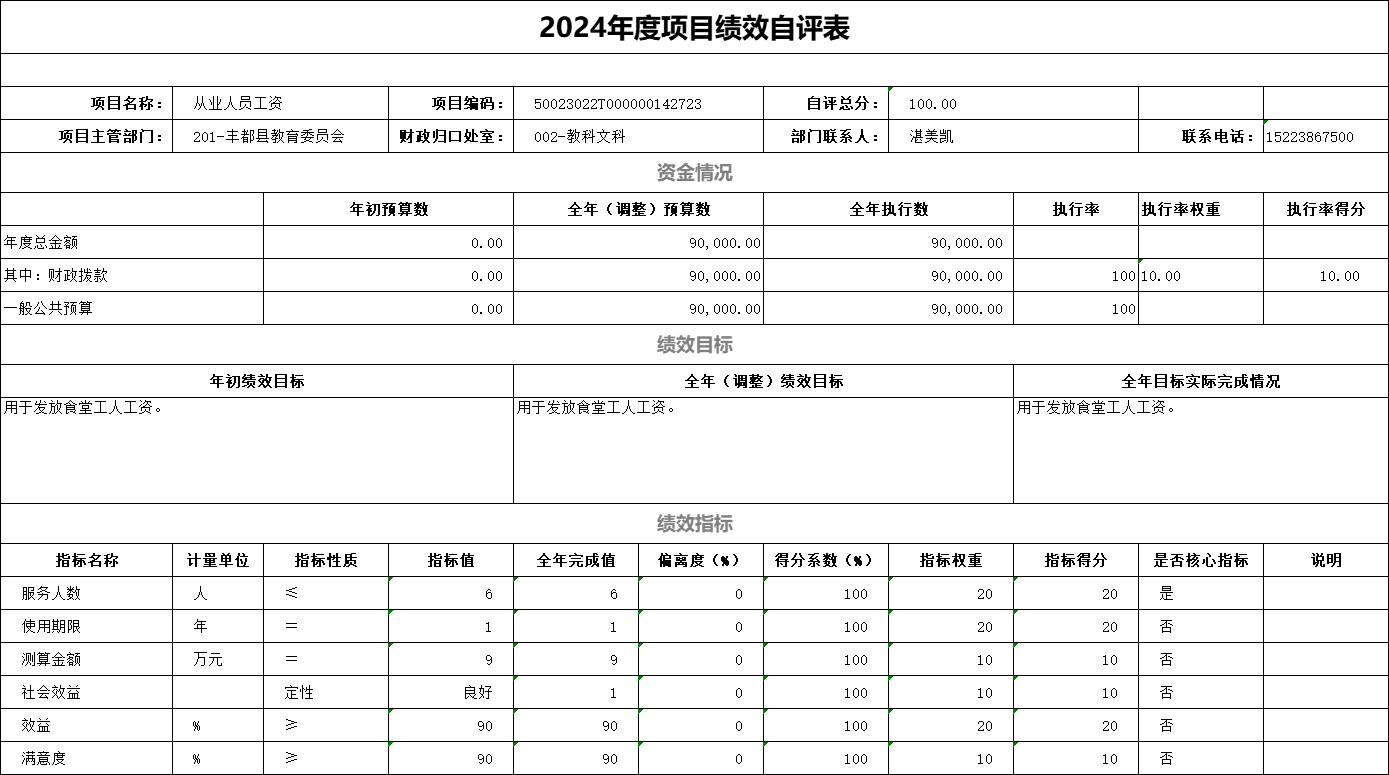 2024年度项目绩效自评表
项目名称： 从业人员工资 项目编码： 50023022T000000142723 自评总分： 100.00
项目主管部门： 201-丰都县教育委员会 财政归口处室： 002-教科文科 部门联系人： 湛美凯 联系电话： 15223867500
资金情况
年初预算数 全年（调整）预算数 全年执行数 执行率 执行率权重 执行率得分
年度总金额 0.00 90,000.00 90,000.00
其中：财政拨款 0.00 90,000.00 90,000.00 100 10.00 10.00
一般公共预算 0.00 90,000.00 90,000.00 100
绩效目标
年初绩效目标 全年（调整）绩效目标 全年目标实际完成情况
用于发放食堂工人工资。 用于发放食堂工人工资。 用于发放食堂工人工资。
绩效指标
指标名称 计量单位 指标性质 指标值 全年完成值 偏离度（%） 得分系数（%） 指标权重 指标得分 是否核心指标 说明
服务人数 人 ≤ 6 6 0 100 20 20 是
使用期限 年 ＝ 1 1 0 100 20 20 否
测算金额 万元 ＝ 9 9 0 100 10 10 否
社会效益 定性 良好 1 0 100 10 10 否
效益 % ≥ 90 90 0 100 20 20 否
满意度 % ≥ 90 90 0 100 10 10 否